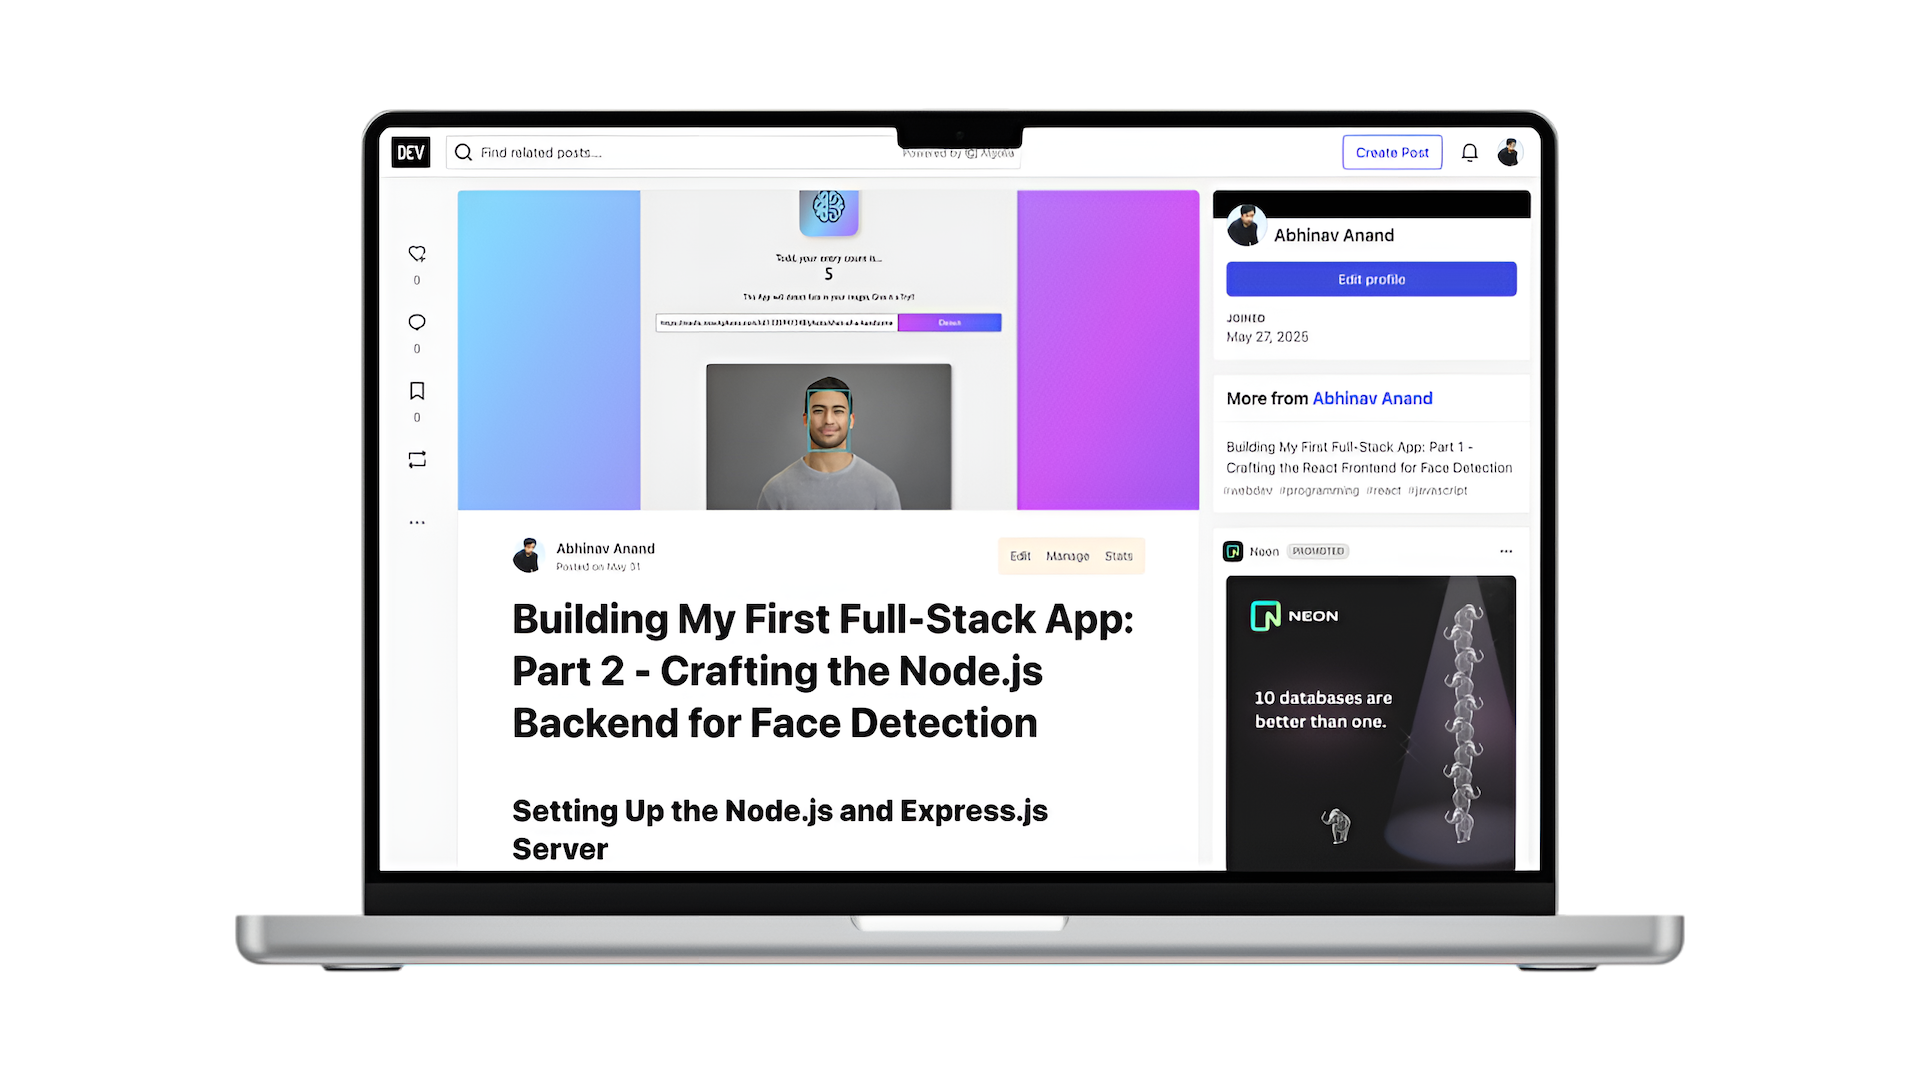 DEV
Find related posts...
Powered by Algolia
Create Post
your entry count is...
5
This App will detect face in your images. Give it a Try!!
Detect
0
0
0
Abhinav Anand
Edit profile
JOINED
May 27, 2025
More from Abhinav Anand
Building My First Full-Stack App: Part 1 -
Crafting the React Frontend for Face Detection
#webdev #programming #react #javascript
Neon PROMOTED
NEON
10 databases are
better than one.
Abhinav Anand
Posted on May 31
Edit Manage Stats
Building My First Full-Stack App:
Part 2 - Crafting the Node.js
Backend for Face Detection
Setting Up the Node.js and Express.js
Server